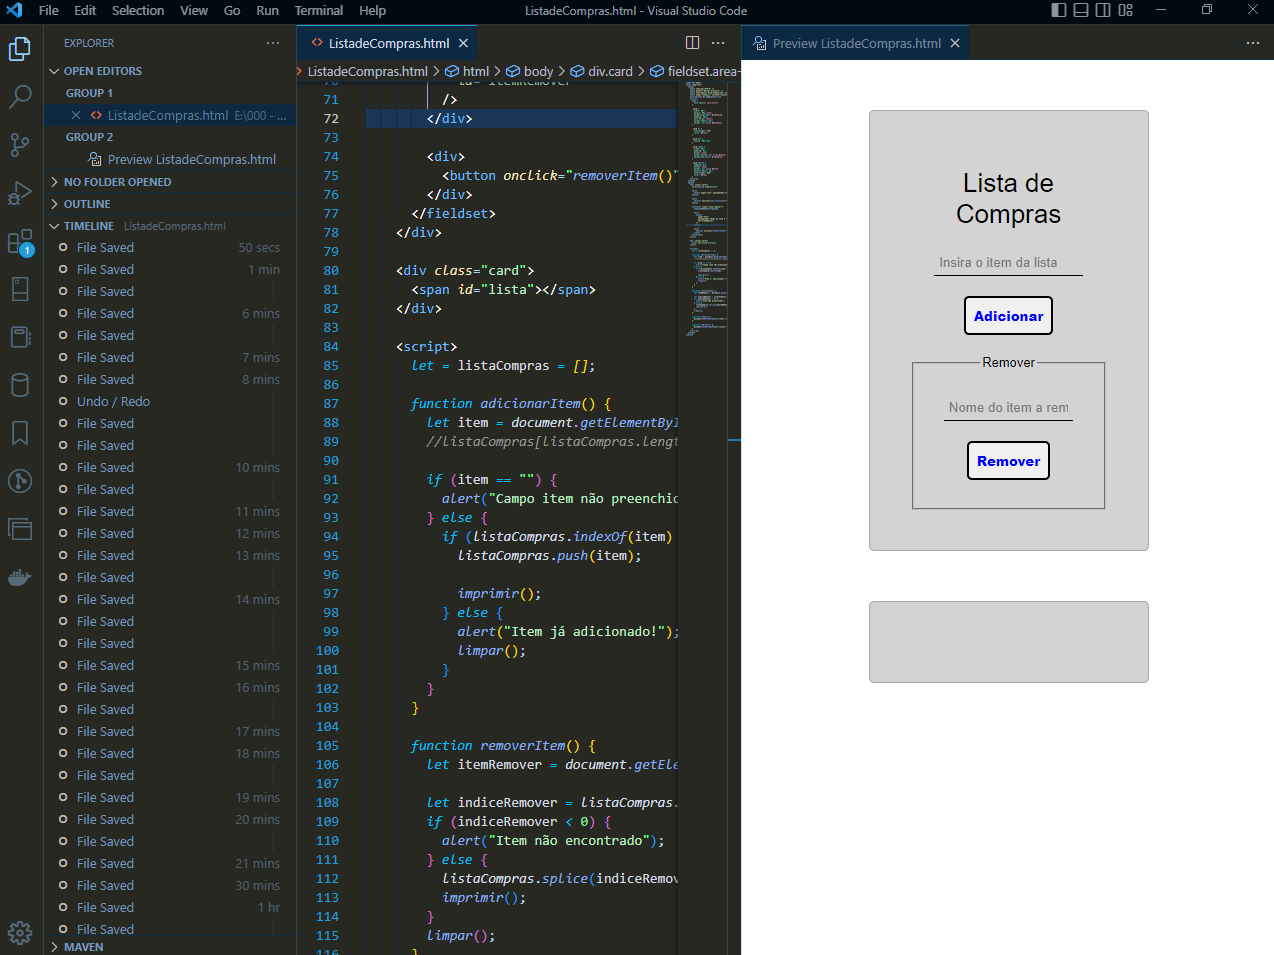 File Edit Selection View Go Run Terminal Help
ListadeCompras.html - Visual Studio Code
EXPLORER
OPEN EDITORS
GROUP 1
ListadeCompras.html E:\000 - ...
GROUP 2
Preview ListadeCompras.html
NO FOLDER OPENED
OUTLINE
TIMELINE ListadeCompras.html
File Saved 50 secs
File Saved 1 min
File Saved
File Saved 6 mins
File Saved
File Saved 7 mins
File Saved 8 mins
Undo / Redo
File Saved
File Saved
File Saved 10 mins
File Saved
File Saved 11 mins
File Saved 12 mins
File Saved 13 mins
File Saved
File Saved 14 mins
File Saved
File Saved
File Saved 15 mins
File Saved 16 mins
File Saved
File Saved 17 mins
File Saved 18 mins
File Saved
File Saved 19 mins
File Saved 20 mins
File Saved
File Saved 21 mins
File Saved 30 mins
File Saved 1 hr
File Saved
MAVEN
1
ListadeCompras.html
ListadeCompras.html > html > body > div.card > fieldset.area-
71 />
72 </div>
73
74 <div>
75 <button onclick="removerItem()"
76 </div>
77 </fieldset>
78 </div>
79
80 <div class="card">
81 <span id="lista"></span>
82 </div>
83
84 <script>
85 let = listaCompras = [];
86
87 function adicionarItem() {
88 let item = document.getElementByI
89 //listaCompras[listaCompras.lengt
90
91 if (item == "") {
92 alert("Campo item não preenchid
93 } else {
94 if (listaCompras.indexOf(item)
95 listaCompras.push(item);
96
97 imprimir();
98 } else {
99 alert("Item já adicionado!");
100 limpar();
101 }
102 }
103 }
104
105 function removerItem() {
106 let itemRemover = document.getEle
107
108 let indiceRemover = listaCompras.
109 if (indiceRemover < 0) {
110 alert("Item não encontrado");
111 } else {
112 listaCompras.splice(indiceRemov
113 imprimir();
114 }
115 limpar();
116 }
Preview ListadeCompras.html
Lista de
Compras
Insira o item da lista
Adicionar
Remover
Nome do item a rem
Remover